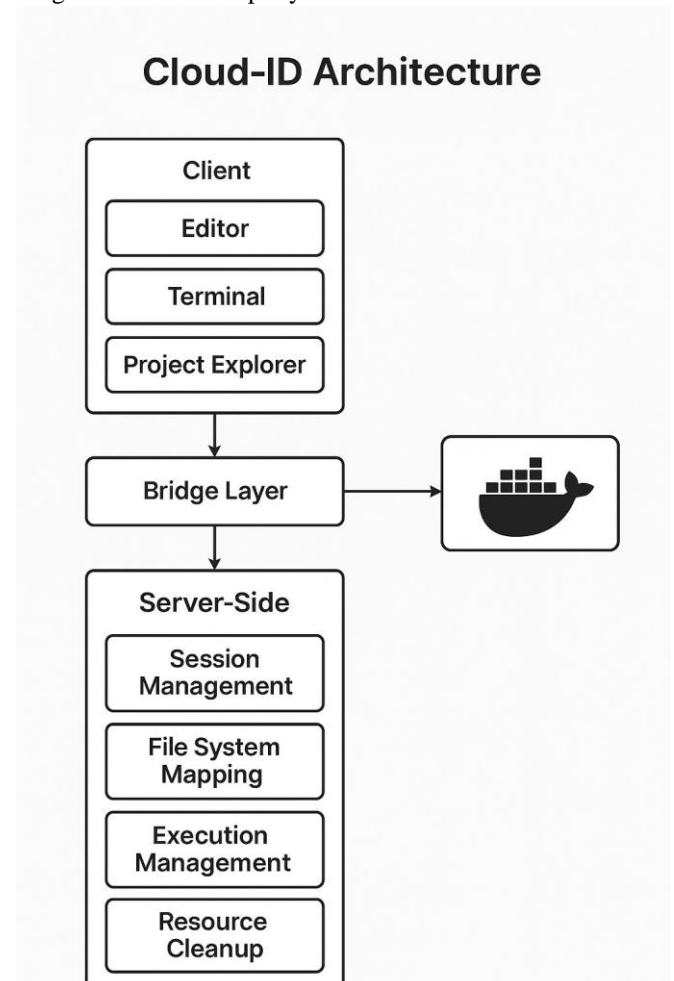 Cloud-ID Architecture
Client
Editor
Terminal
Project Explorer
Bridge Layer
Server-Side
Session
Management
File System
Mapping
Execution
Management
Resource
Cleanup